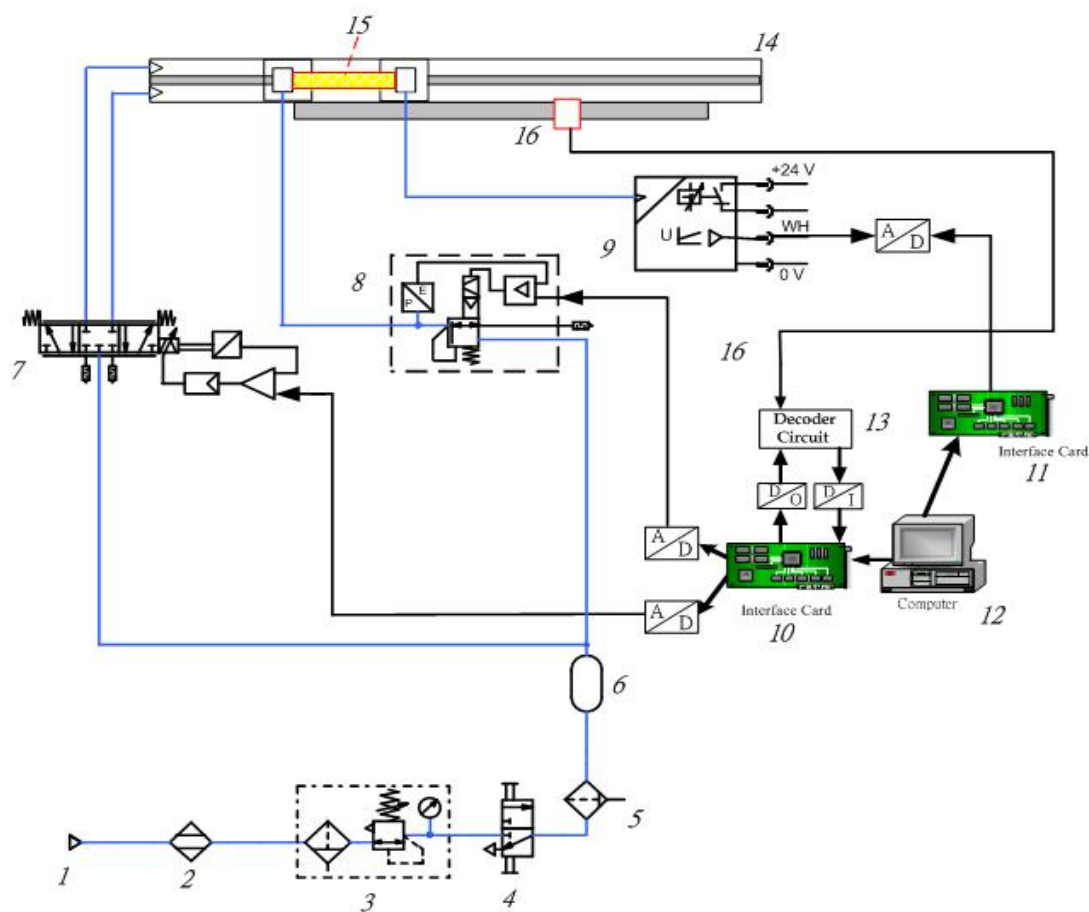 15
14
16
+24 V
9
U
WH
A
D
0 V
8
E
P
7
16
Decoder
Circuit
13
Interface Card
11
D
O
D
I
A
D
Interface Card
10
Computer
12
A
D
6
5
1
2
3
4